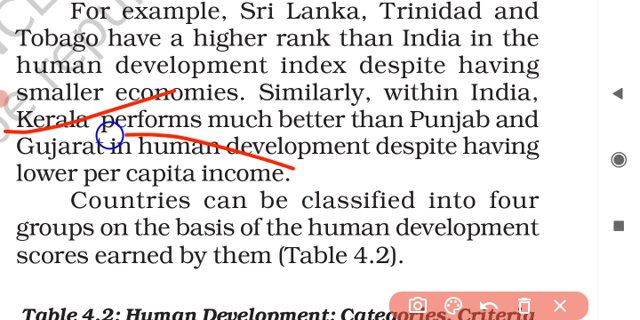 For example, Sri Lanka, Trinidad and
Tobago have a higher rank than India in the
human development index despite having
smaller economies. Similarly, within India,
Kerala performs much better than Punjab and
Gujarat in human development despite having
lower per capita income.
Countries can be classified into four
groups on the basis of the human development
scores earned by them (Table 4.2).
Table 4.2: Human Development: Categories, Criteria